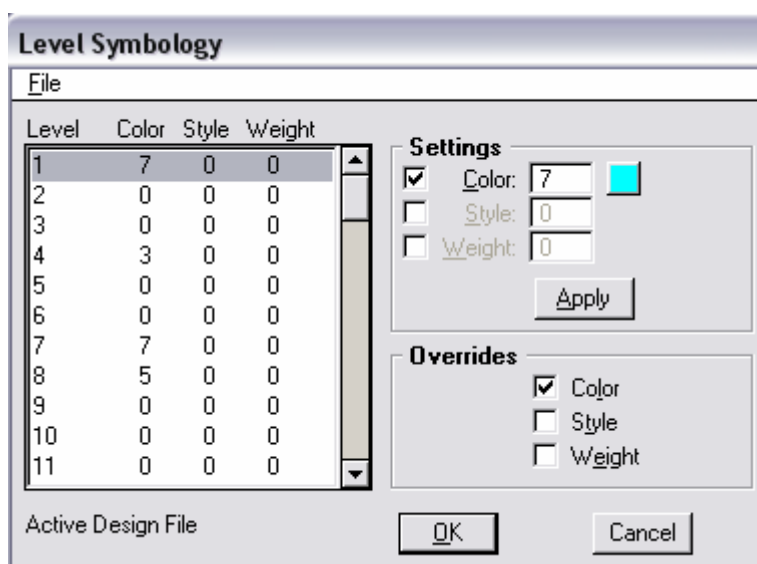 Level Symbology
File
Level Color Style Weight
1 7 0 0
2 0 0 0
3 0 0 0
4 3 0 0
5 0 0 0
6 0 0 0
7 7 0 0
8 5 0 0
9 0 0 0
10 0 0 0
11 0 0 0
Active Design File
Settings
Color: 7
Style: 0
Weight: 0
Apply
Overrides
Color
Style
Weight
OK Cancel